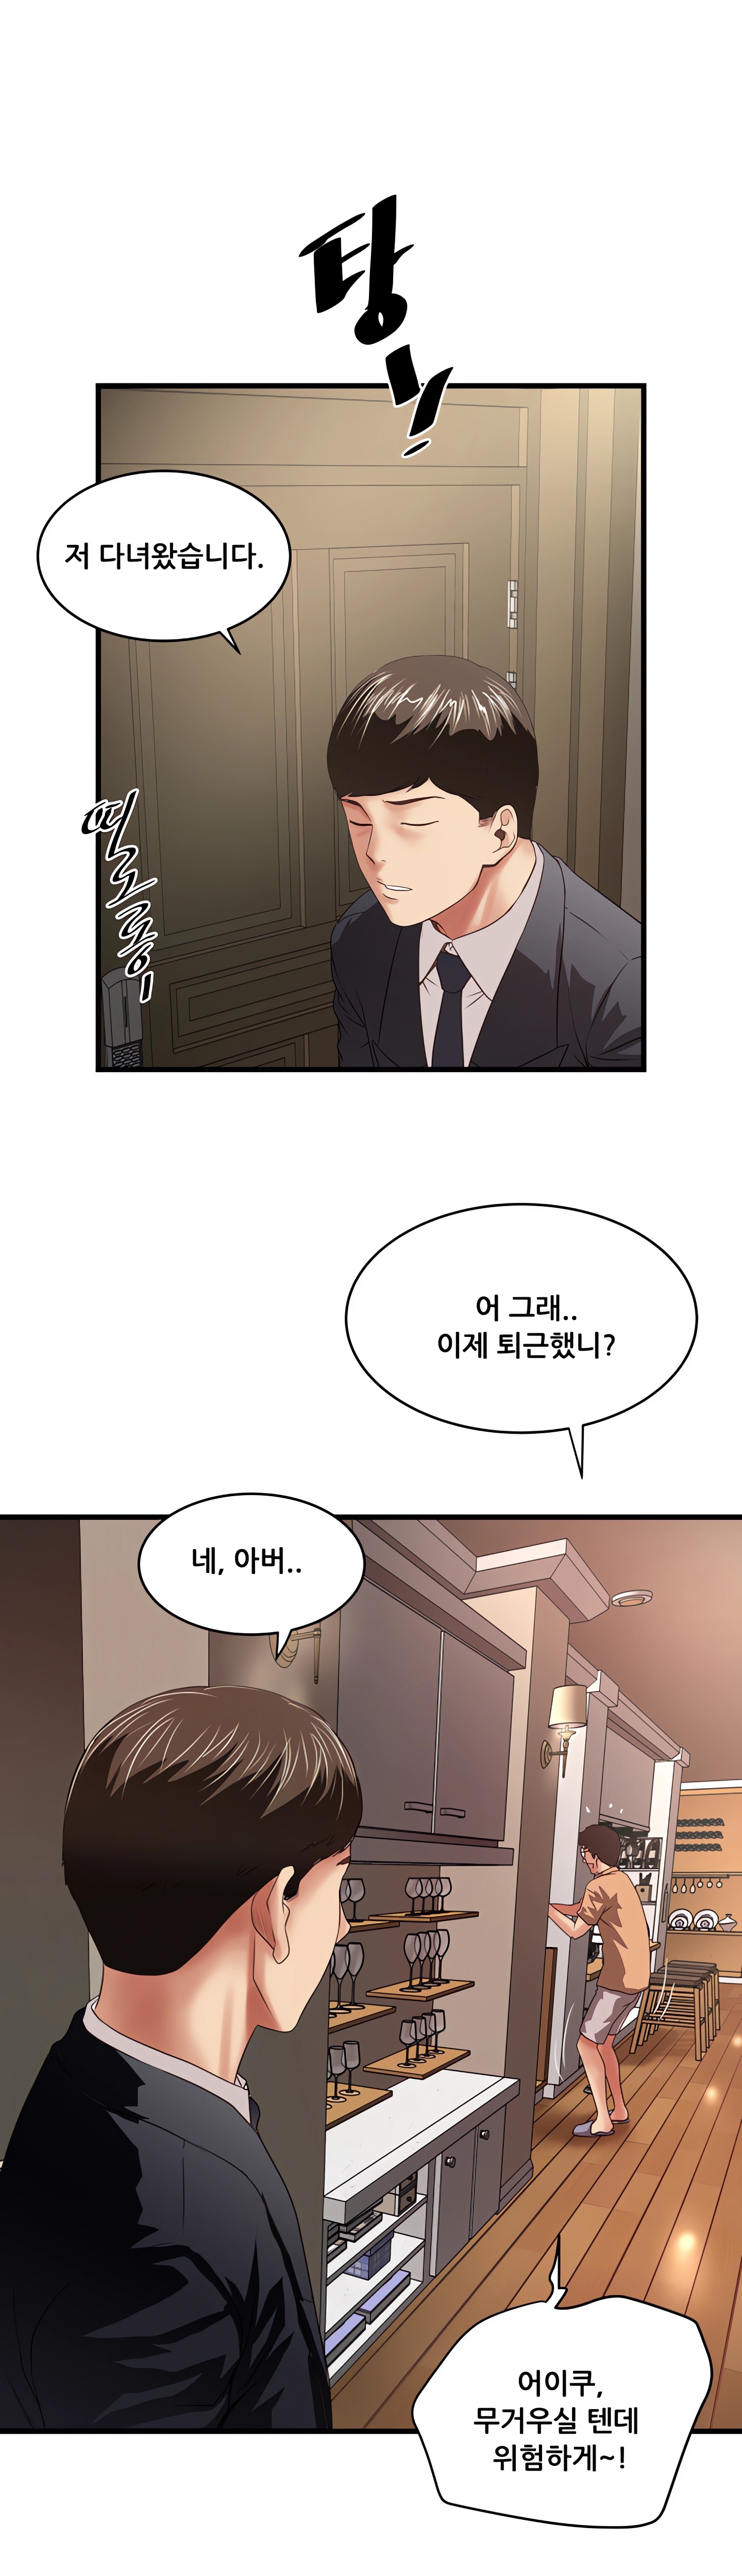 탕!
저 다녀왔습니다.
띠로롱!
어 그래..
이제 퇴근했니?
네, 아버..
어이쿠,
무거우실 텐데
위험하게~!